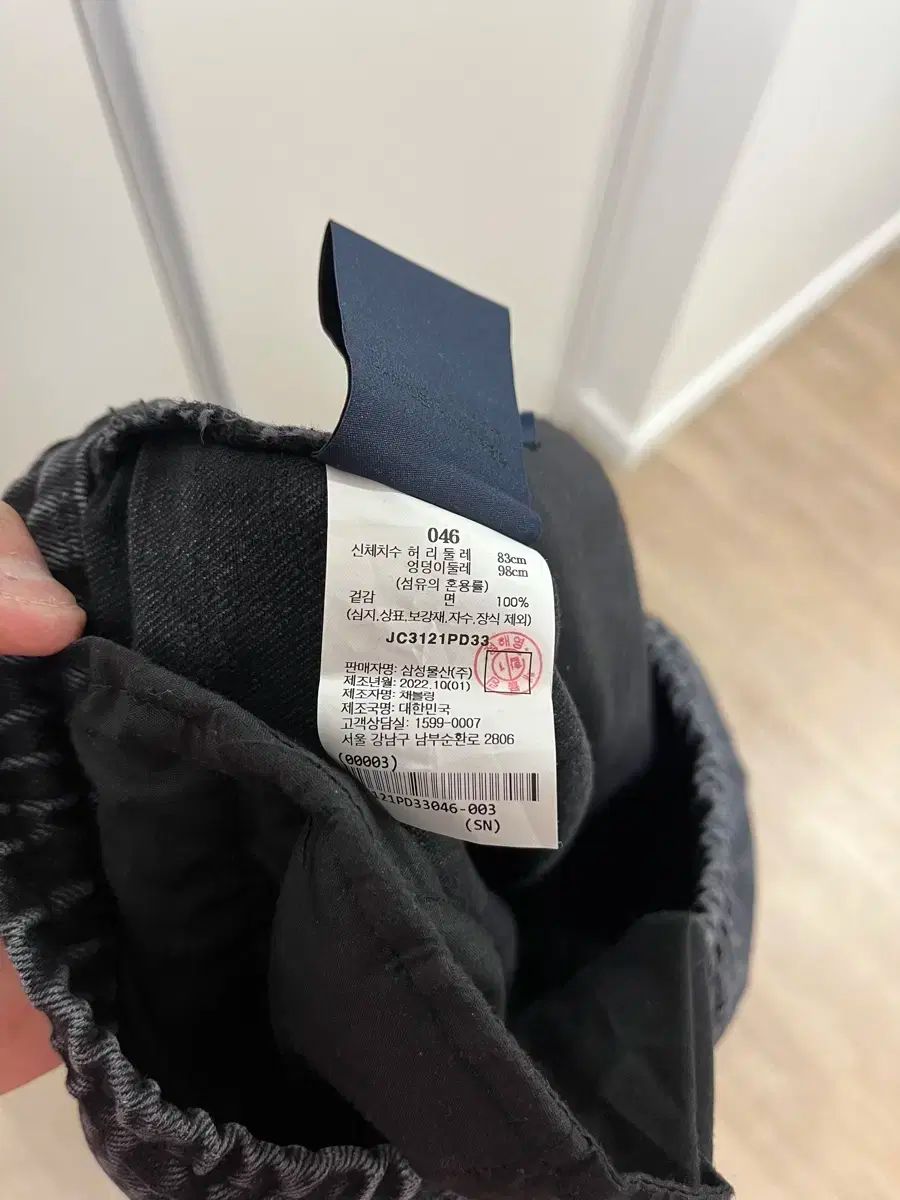 046
신체치수 허 리 둘 레 83cm
엉덩이둘레 98cm
(섬유의 혼용률)
겉감 면 100%
(심지,상표,보강재,자수,장식 제외)
JC3121PD33
판매자명: 삼성물산(주)
제조년월: 2022.10(01)
제조자명: 채블링
제조국명: 대한민국
고객상담실: 1599-0007
서울 강남구 남부순환로 2806
(00003)
121PD33046-003
(SN)